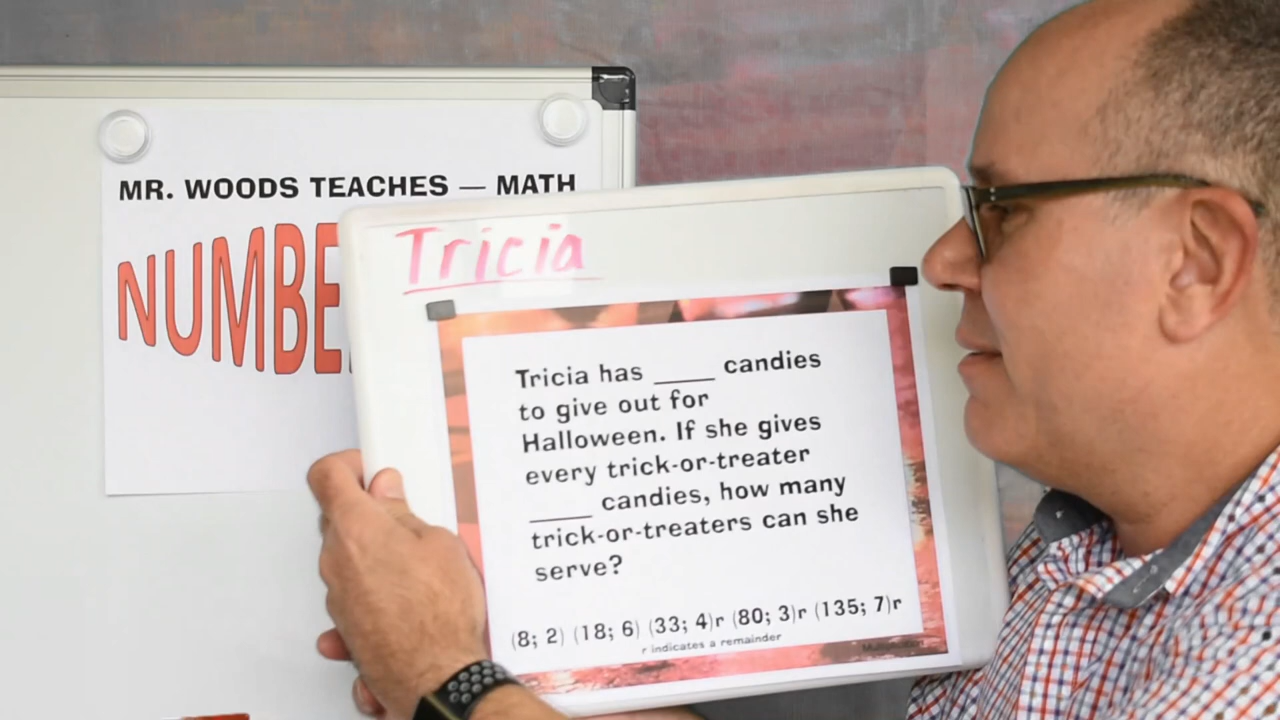 MR. WOODS TEACHES — MATH
NUMBE
Tricia
Tricia has ____ candies
to give out for
Halloween. If she gives
every trick-or-treater
____ candies, how many
trick-or-treaters can she
serve?
(8; 2) (18; 6) (33; 4)r (80; 3)r (135; 7)r
r indicates a remainder